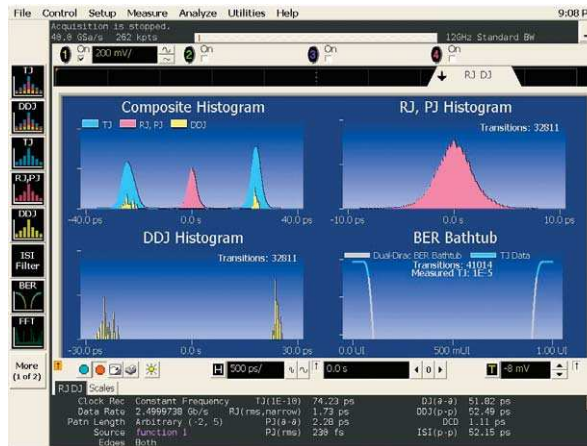 File Control Setup Measure Analyze Utilities Help 9:08 P
Acquisition is stopped.
40.0 GSa/s 262 kpts
12GHz Standard BW
1 On 200 mV/ 2 On 3 On 4 On
RJ DJ
TJ
DDJ
TJ
RJ,PJ
DDJ
ISI
Filter
BER
FFT
More
(1 of 2)
Composite Histogram
TJ RJ, PJ DDJ
-40.0 ps 0.0 s 40.0 ps
RJ, PJ Histogram
Transitions: 32811
-10.0 ps 0.0 s 10.0 ps
DDJ Histogram
Transitions: 32811
-30.0 ps 0.0 s 30.0 ps
BER Bathtub
Dual-Dirac BER Bathtub TJ Data
Transitions: 41014
Measured TJ: 1E-5
0.0 UI 500 mUI 1.0 UI
H 500 ps/ 0.0 s 0 T -8 mV
RJ DJ Scales
Clock Rec Constant Frequency TJ(1E-10) 74.23 ps DJ(∂-∂) 51.82 ps
Data Rate 2.499973B Gb/s RJ(rms,narrow) 1.73 ps DDJ(p-p) 52.49 ps
Patn Length Arbitrary (-2, 5) PJ(∂-∂) 2.28 ps DCD 1.11 ps
Source function 1 PJ(rms) 230 fs ISI(p-p) 52.15 ps
Edges Both